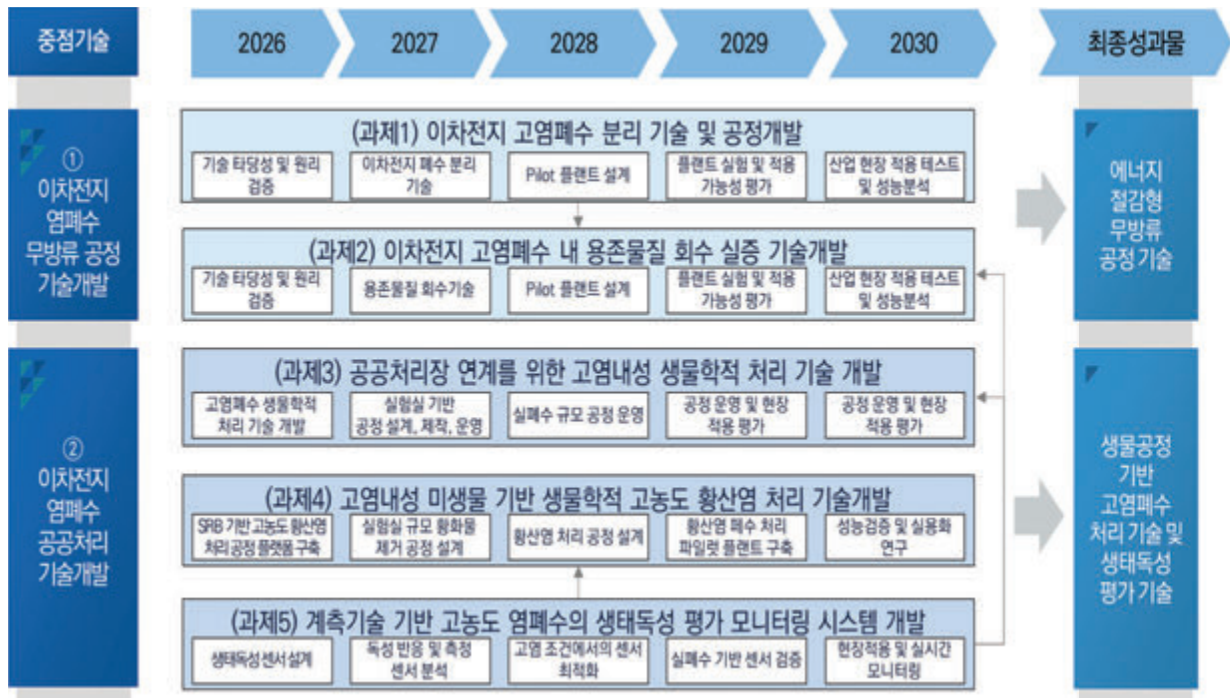 중점기술
2026
2027
2028
2029
2030
최종성과물
①
이차전지
염폐수
무방류 공정
기술개발
(과제1) 이차전지 고염폐수 분리 기술 및 공정개발
기술 타당성 및 원리
검증
이차전지 폐수 분리
기술
Pilot 플랜트 설계
플랜트 실험 및 적용
가능성 평가
산업 현장 적용 테스트
및 성능분석
(과제2) 이차전지 고염폐수 내 용존물질 회수 실증 기술개발
기술 타당성 및 원리
검증
용존물질 회수기술
Pilot 플랜트 설계
플랜트 실험 및 적용
가능성 평가
산업 현장 적용 테스트
및 성능분석
에너지
절감형
무방류
공정 기술
②
이차전지
염폐수
공공처리
기술개발
(과제3) 공공처리장 연계를 위한 고염내성 생물학적 처리 기술 개발
고염폐수 생물학적
처리 기술 개발
실험실 기반
공정 설계, 제작, 운영
실폐수 규모 공정 운영
공정 운영 및 현장
적용 평가
공정 운영 및 현장
적용 평가
(과제4) 고염내성 미생물 기반 생물학적 고농도 황산염 처리 기술개발
SRB 기반 고농도 황산염
처리 공정 플랫폼 구축
실험실 규모 황화물
제거 공정 설계
황산염 처리 공정 설계
황산염 폐수 처리
파일럿 플랜트 구축
성능검증 및 실용화
연구
(과제5) 계측기술 기반 고농도 염폐수의 생태독성 평가 모니터링 시스템 개발
생태독성 센서 설계
독성 반응 및 측정
센서 분석
고염 조건에서의 센서
최적화
실폐수 기반 센서 검증
현장적용 및 실시간
모니터링
생물공정
기반
고염폐수
처리 기술 및
생태독성
평가 기술